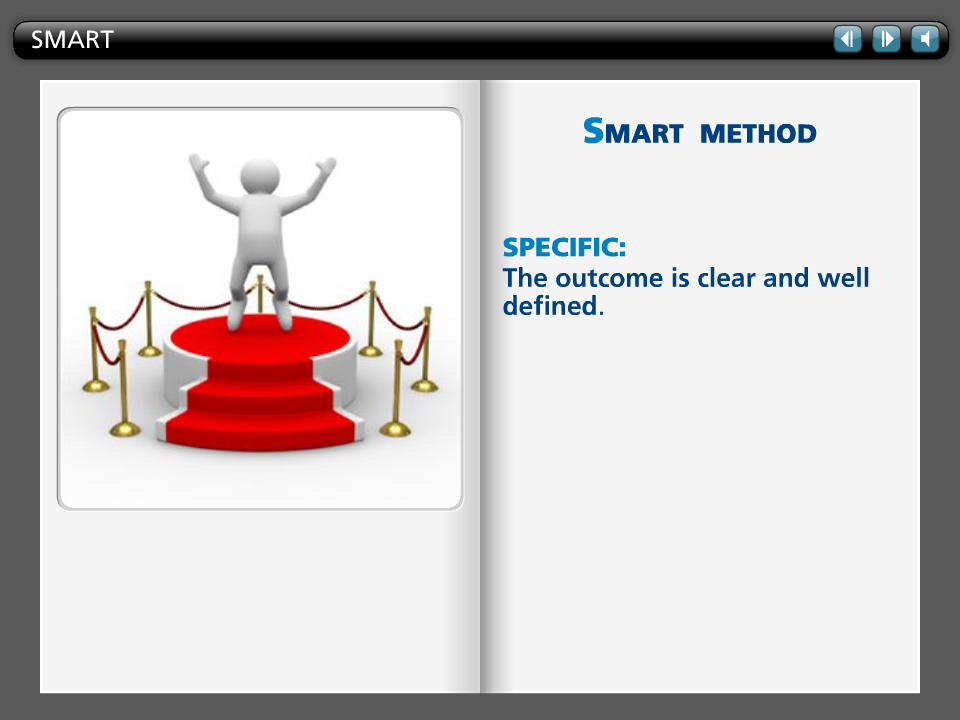 SMART
SMART METHOD
SPECIFIC:
The outcome is clear and well
defined.